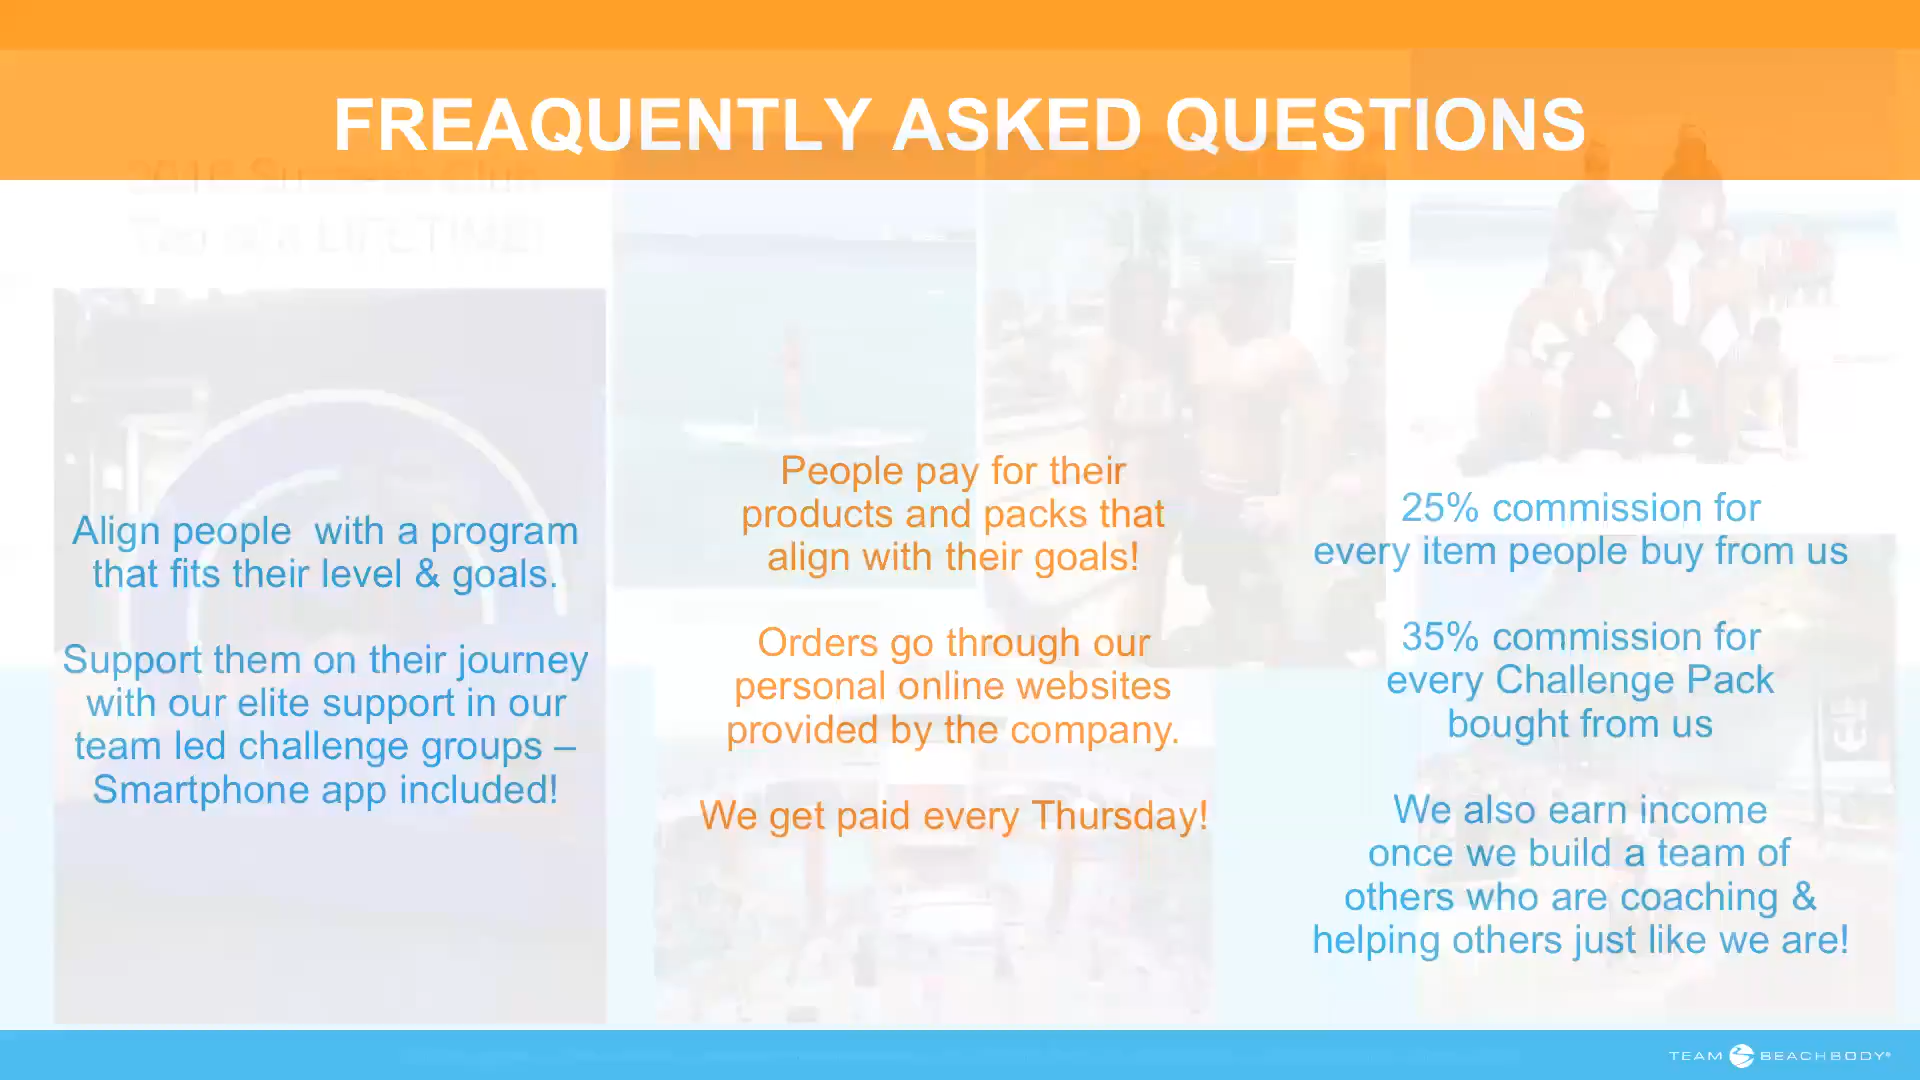 FREAQUENTLY ASKED QUESTIONS
Align people  with a program
that fits their level & goals.
Support them on their journey
with our elite support in our
team led challenge groups –
Smartphone app included!
People pay for their
products and packs that
align with their goals!
Orders go through our
personal online websites
provided by the company.
We get paid every Thursday!
25% commission for
every item people buy from us
35% commission for
every Challenge Pack
bought from us
We also earn income
once we build a team of
others who are coaching &
helping others just like we are!
TEAM BEACHBODY®